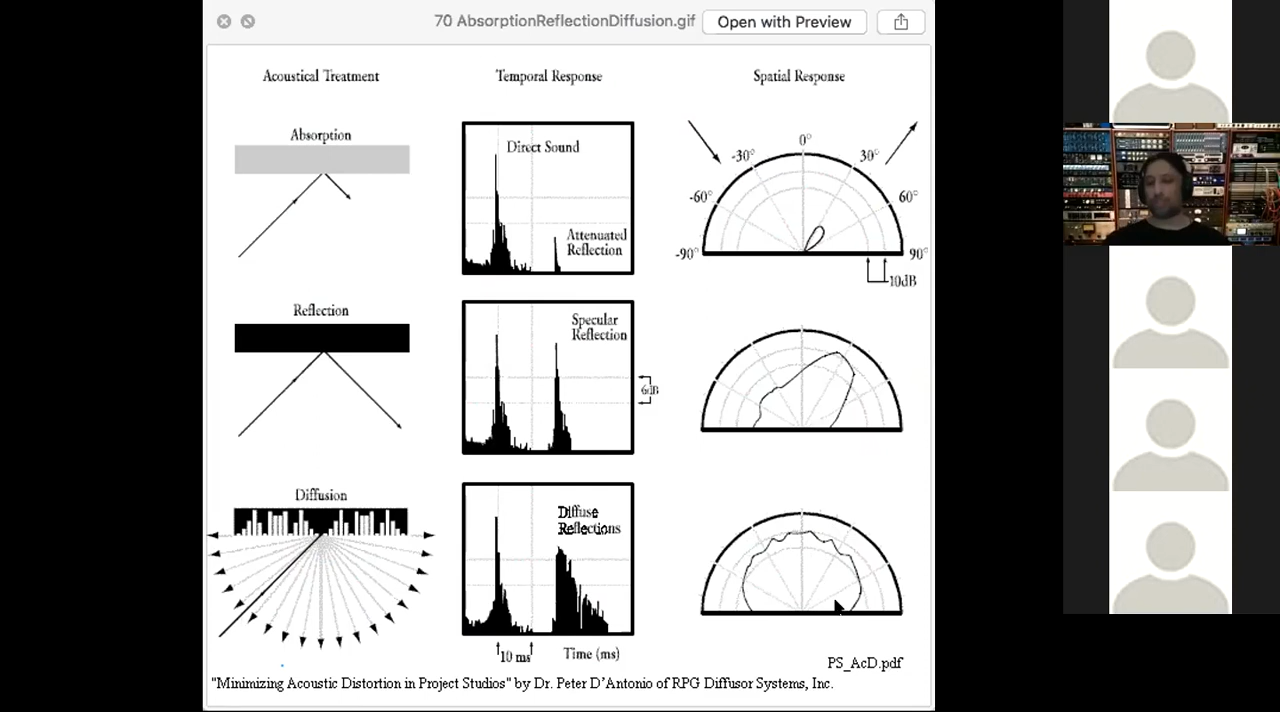 70 AbsorptionReflectionDiffusion.gif
Open with Preview
Acoustical Treatment
Temporal Response
Spatial Response
Absorption
Direct Sound
Attenuated
Reflection
0°
-30°
30°
-60°
60°
-90°
90°
10dB
Reflection
Specular
Reflection
6dB
Diffusion
Diffuse
Reflections
10 ms
Time (ms)
PS_AcD.pdf
"Minimizing Acoustic Distortion in Project Studios" by Dr. Peter D'Antonio of RPG Diffusor Systems, Inc.